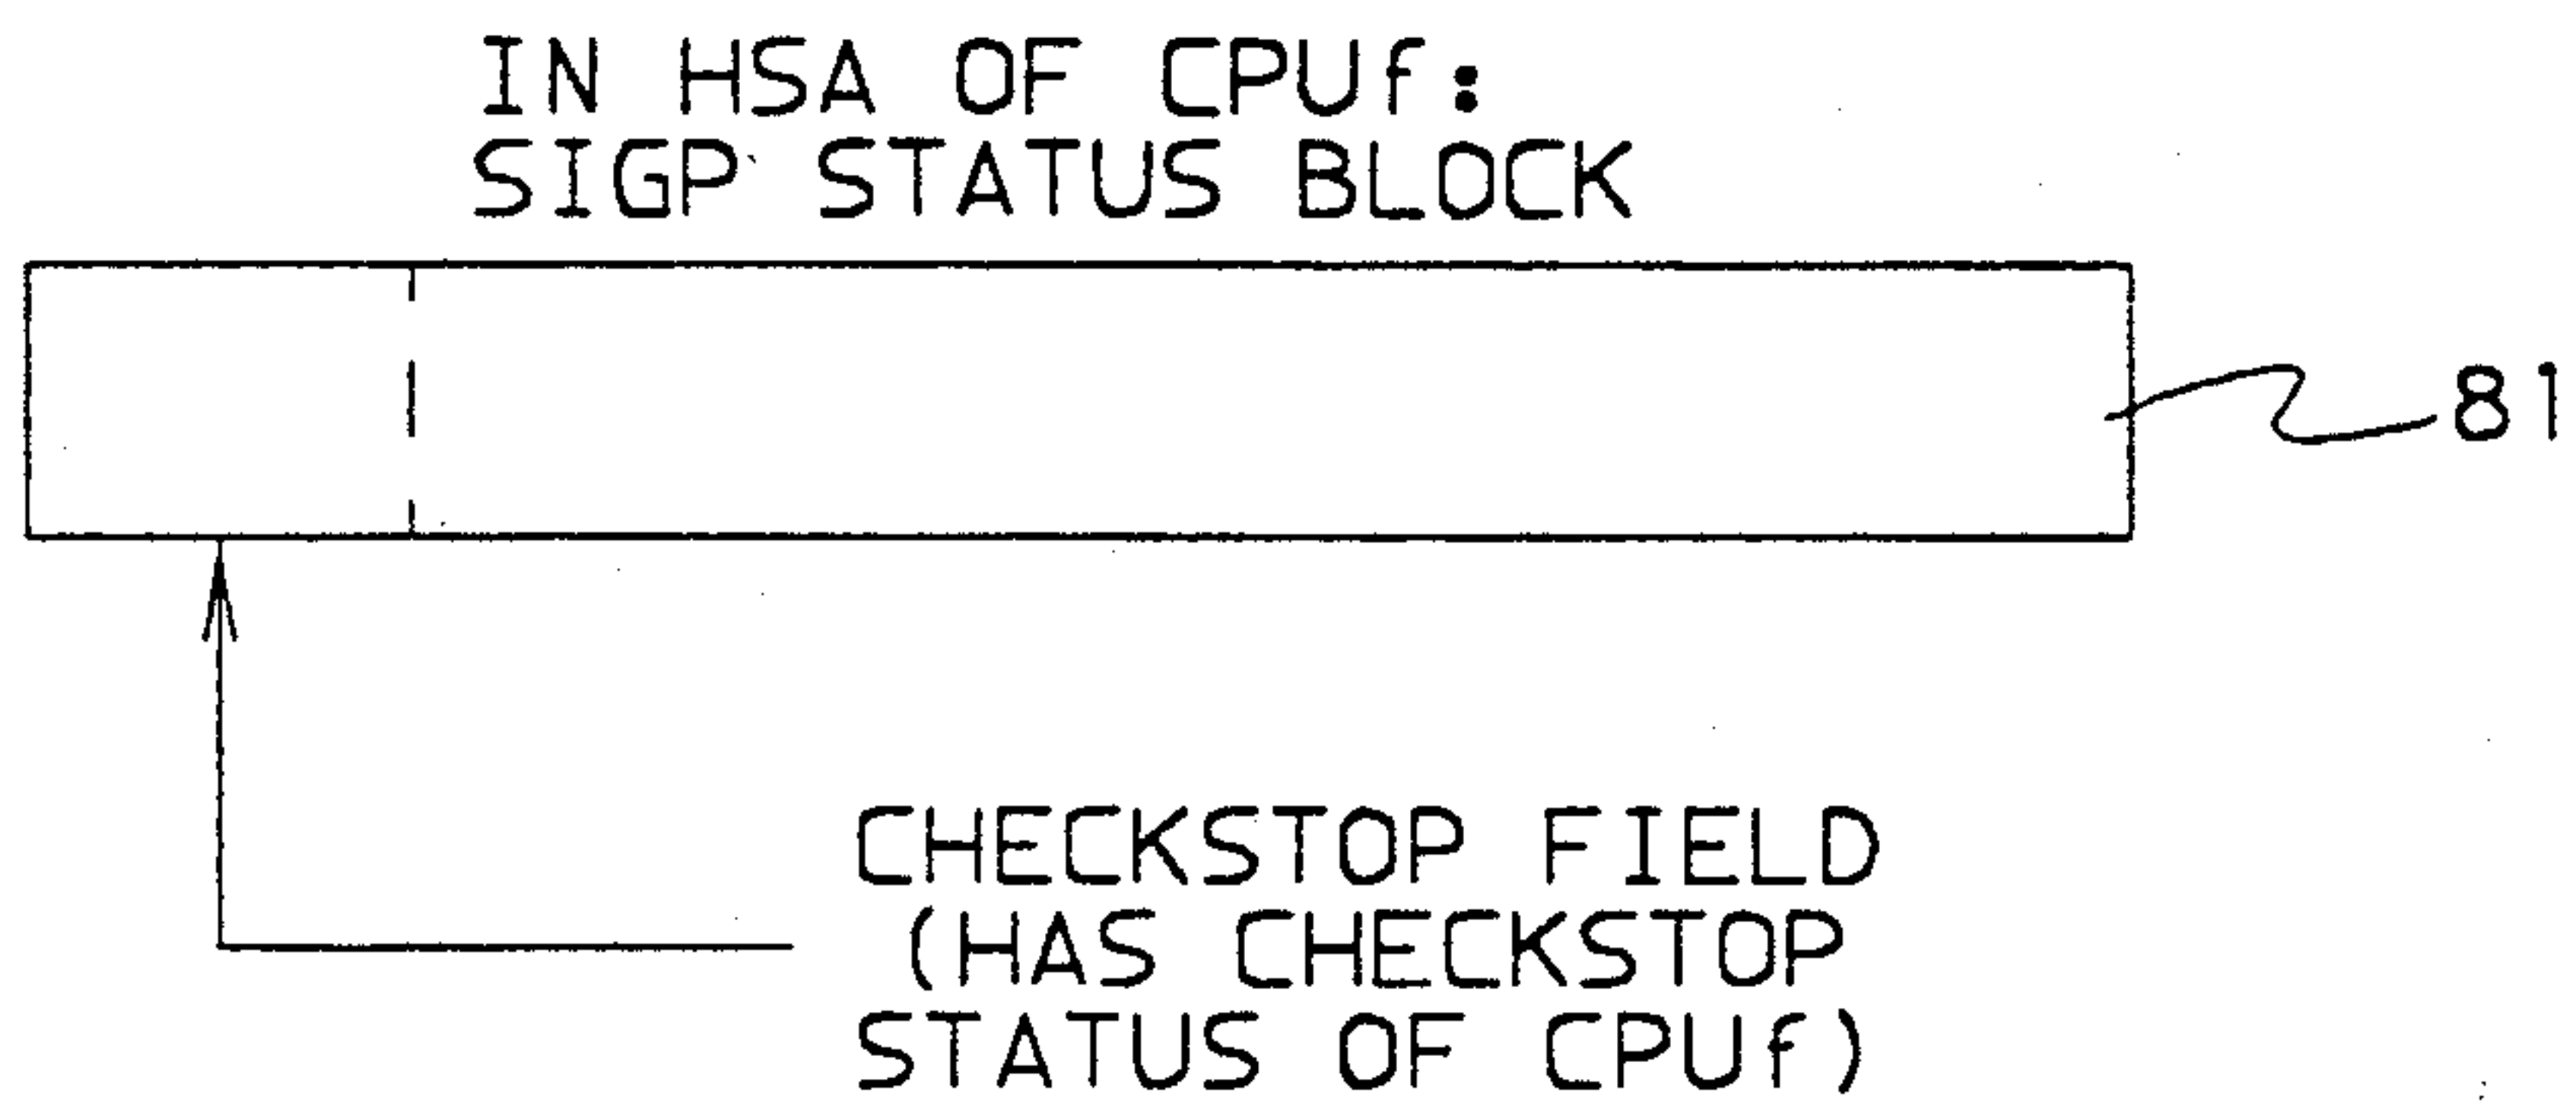 IN HSA OF CPUf:
SIGP STATUS BLOCK
81
CHECKSTOP FIELD
(HAS CHECKSTOP
STATUS OF CPUf)